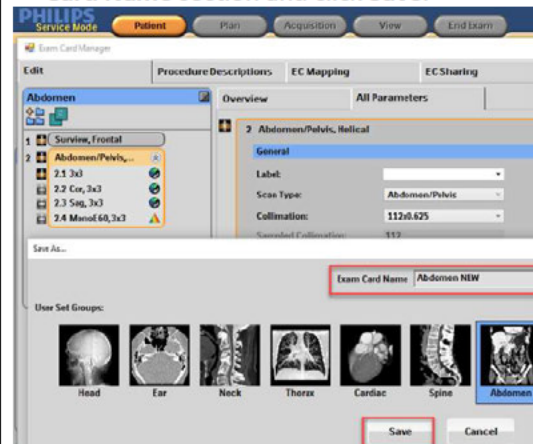 PHILIPS
Service Mode
Patient Plan Acquisition View End Exam
Exam Card Manager
Edit Procedure Descriptions EC Mapping EC Sharing
Abdomen Overview All Parameters
1 Surview, Frontal
2 Abdomen/Pelvis,...
2.1 3x3
2.2 Cor, 3x3
2.3 Sag, 3x3
2.4 MonoE60, 3x3
2 Abdomen/Pelvis, Helical
General
Label:
Scan Type: Abdomen/Pelvis
Collimation: 112x0.625
Sampled Collimation: 112
Save As...
Exam Card Name Abdomen NEW
User Set Groups:
Head Ear Neck Thorax Cardiac Spine Abdomen
Save Cancel